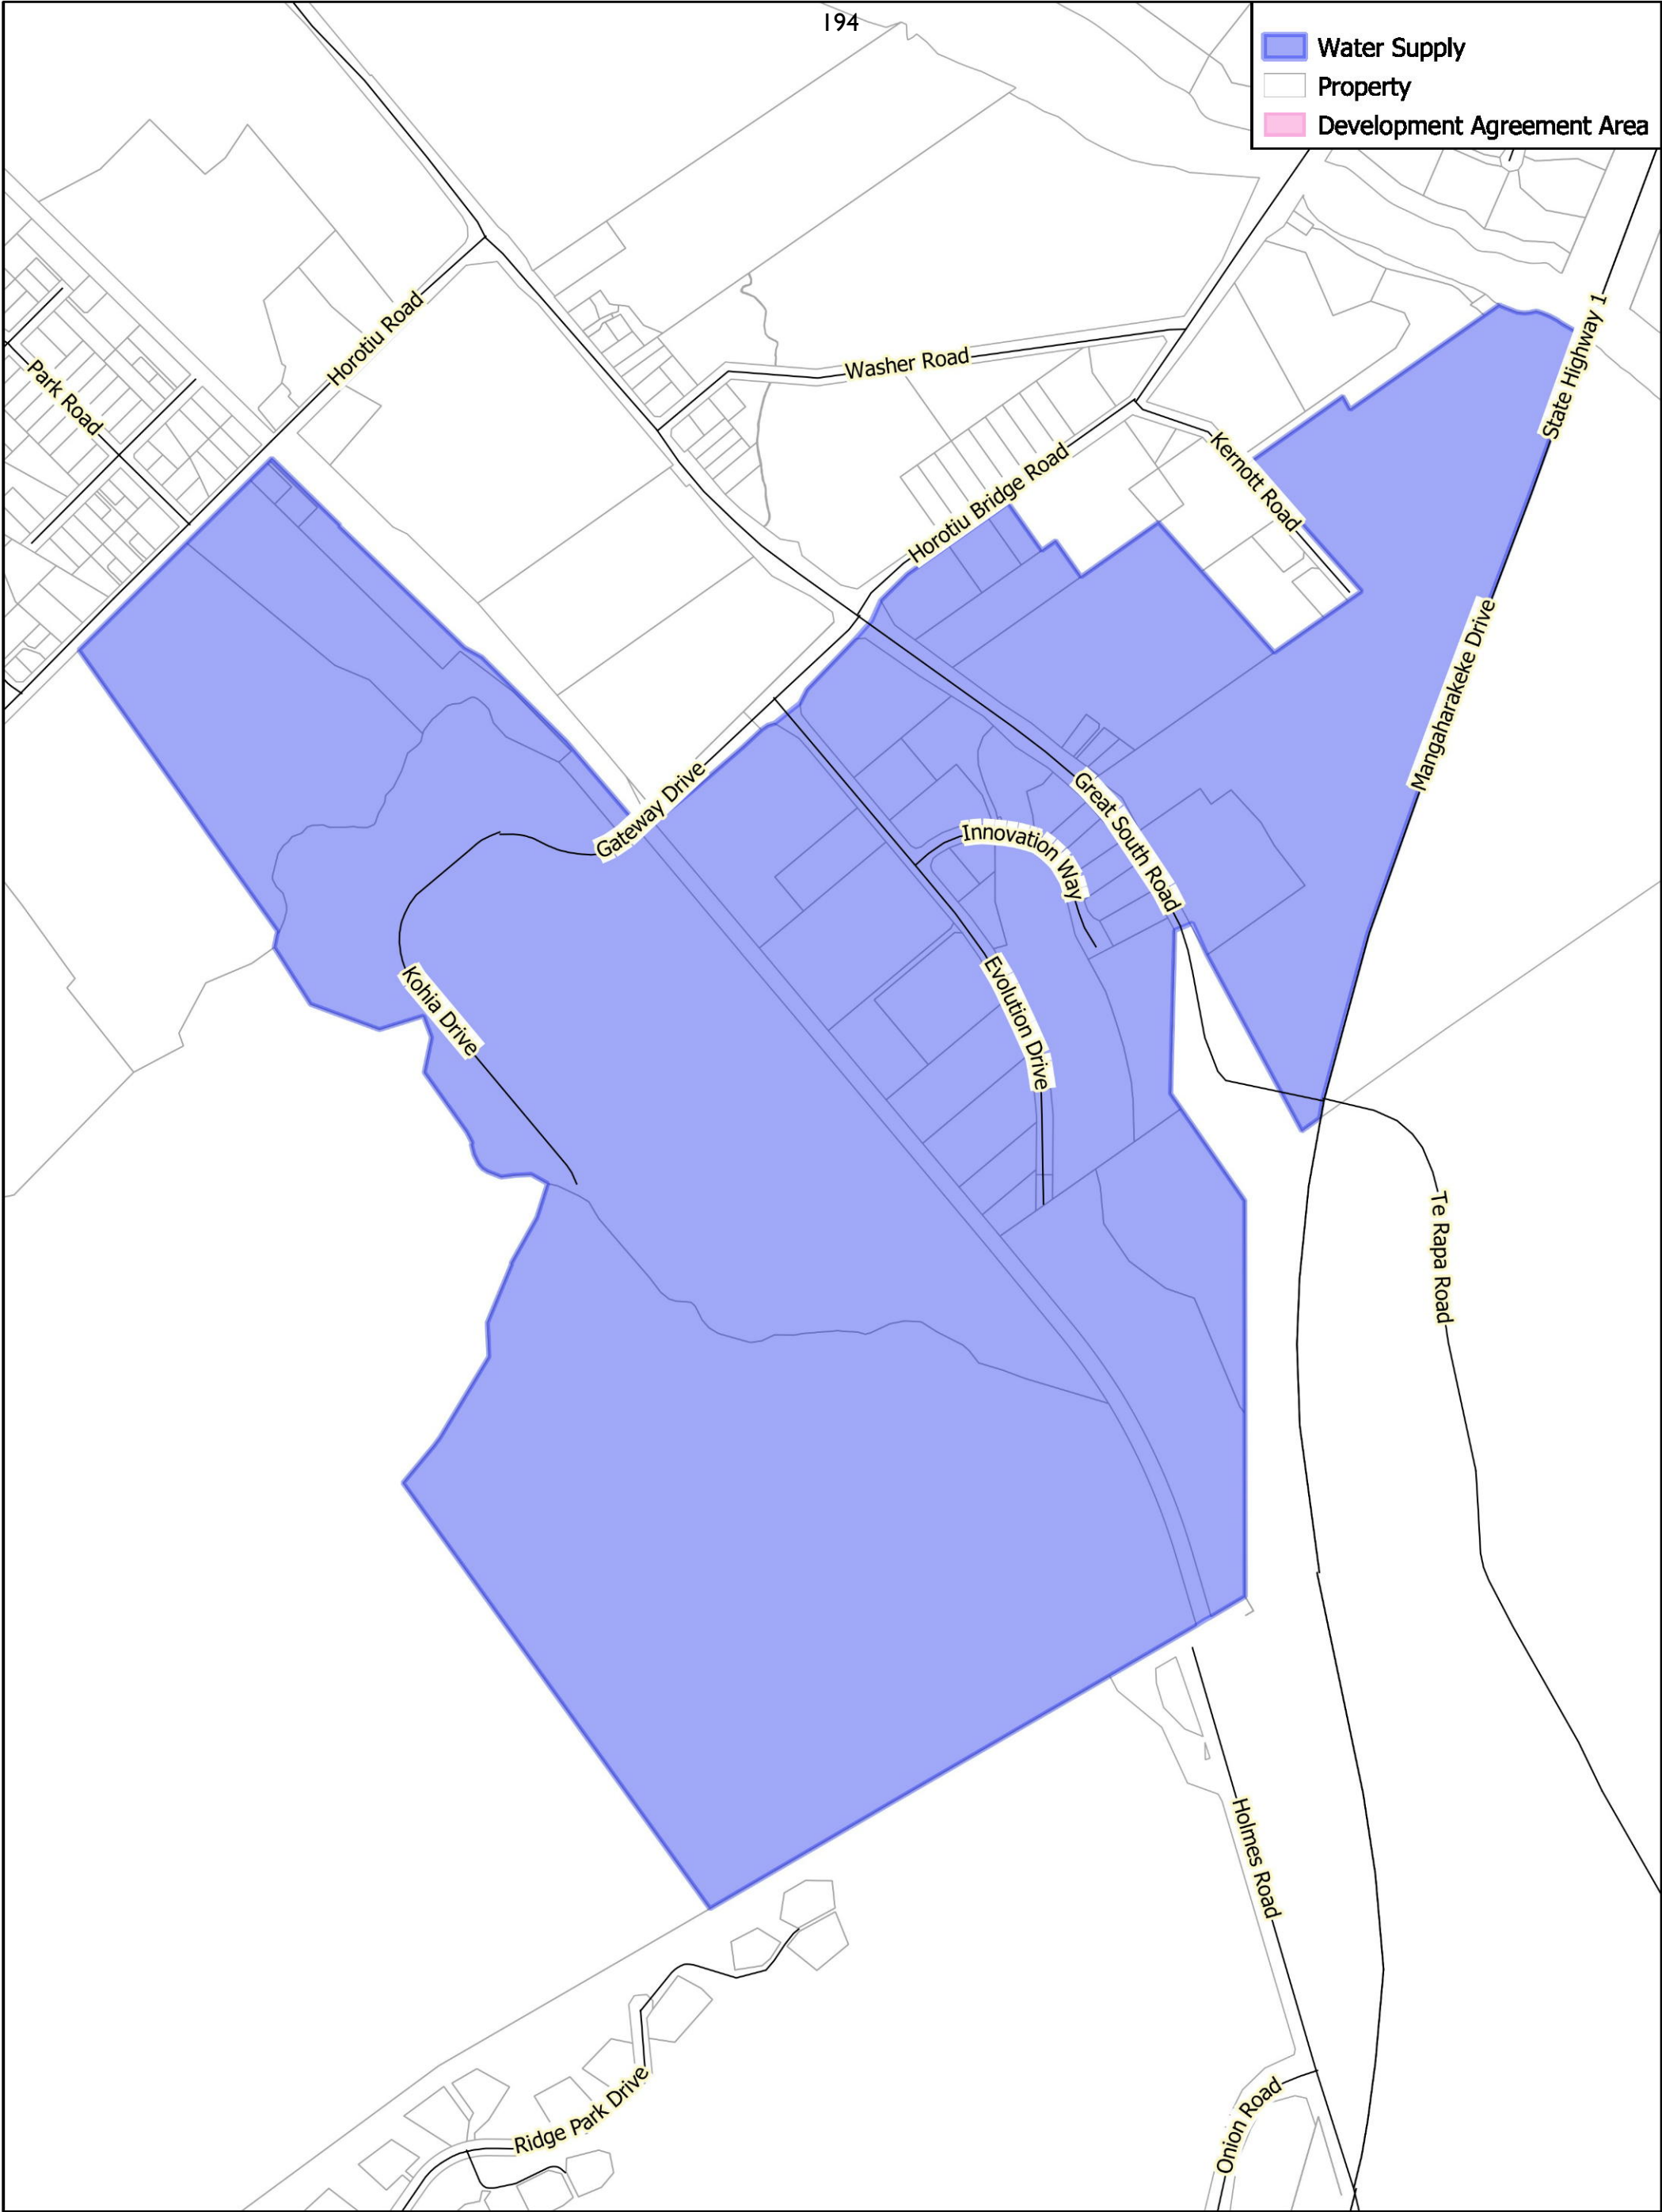 194
Water Supply
Property
Development Agreement Area
Horotiu Road
Park Road
Washer Road
State Highway 1
Horotiu Bridge Road
Kernott Road
Mangaharakeke Drive
Gateway Drive
Great South Road
Innovation Way
Evolution Drive
Kohia Drive
Te Rapa Road
Holmes Road
Ridge Park Drive
Onion Road